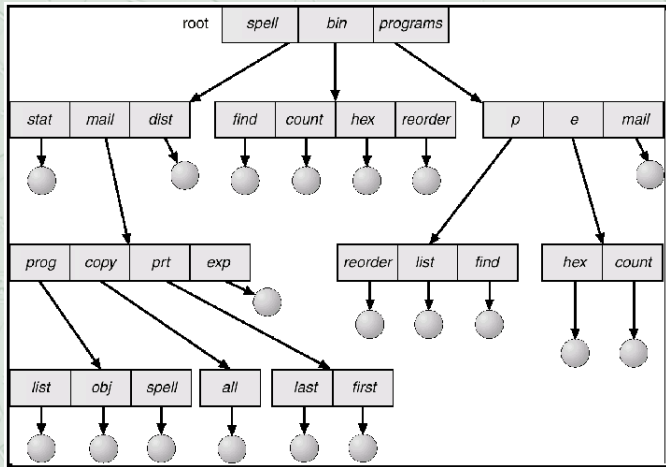 root spell bin programs
stat mail dist find count hex reorder p e mail
prog copy prt exp reorder list find hex count
list obj spell all last first